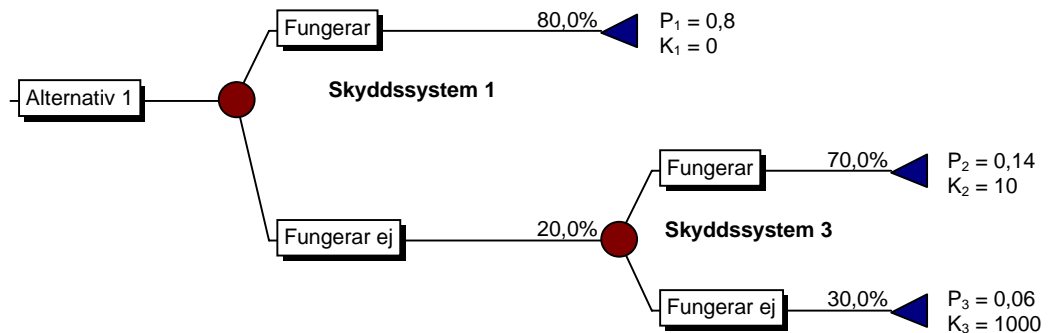 Fungerar
80,0%
P₁ = 0,8
K₁ = 0
Alternativ 1
Skyddssystem 1
Fungerar
70,0%
P₂ = 0,14
K₂ = 10
Fungerar ej
20,0%
Skyddssystem 3
Fungerar ej
30,0%
P₃ = 0,06
K₃ = 1000